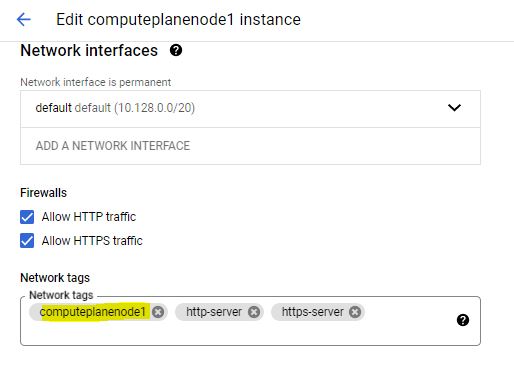 Edit computeplanenode1 instance
Network interfaces ?
Network interface is permanent
default default (10.128.0.0/20)
ADD A NETWORK INTERFACE
Firewalls
Allow HTTP traffic
Allow HTTPS traffic
Network tags
Network tags
computeplanenode1 http-server https-server ?